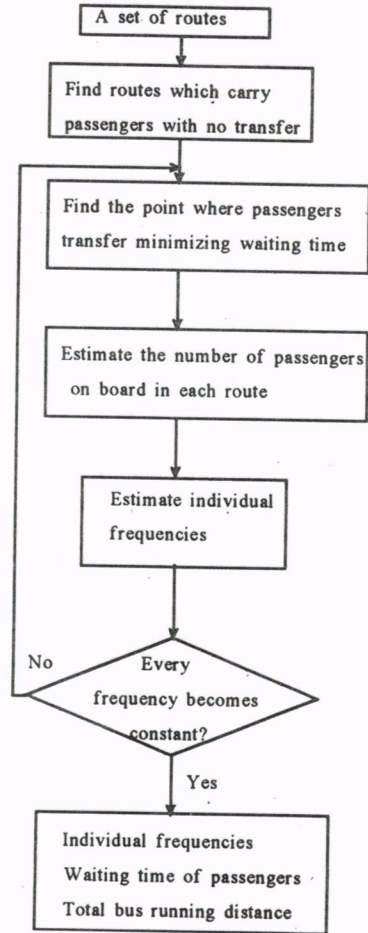 A set of routes
Find routes which carry
passengers with no transfer
Find the point where passengers
transfer minimizing waiting time
Estimate the number of passengers
on board in each route
Estimate individual
frequencies
No
Every
frequency becomes
constant?
Yes
Individual frequencies
Waiting time of passengers
Total bus running distance